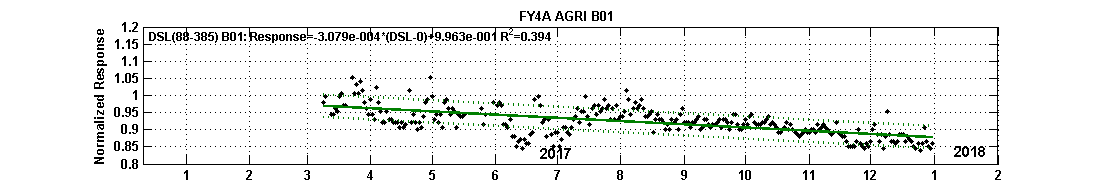 FY4A AGRI B01
DSL(88-385) B01: Response=-3.079e-004*(DSL-0)+9.963e-001 R²=0.394
Normalized Response
1.2
1.15
1.1
1.05
1
0.95
0.9
0.85
0.8
2017
2018
1 2 3 4 5 6 7 8 9 10 11 12 1 2